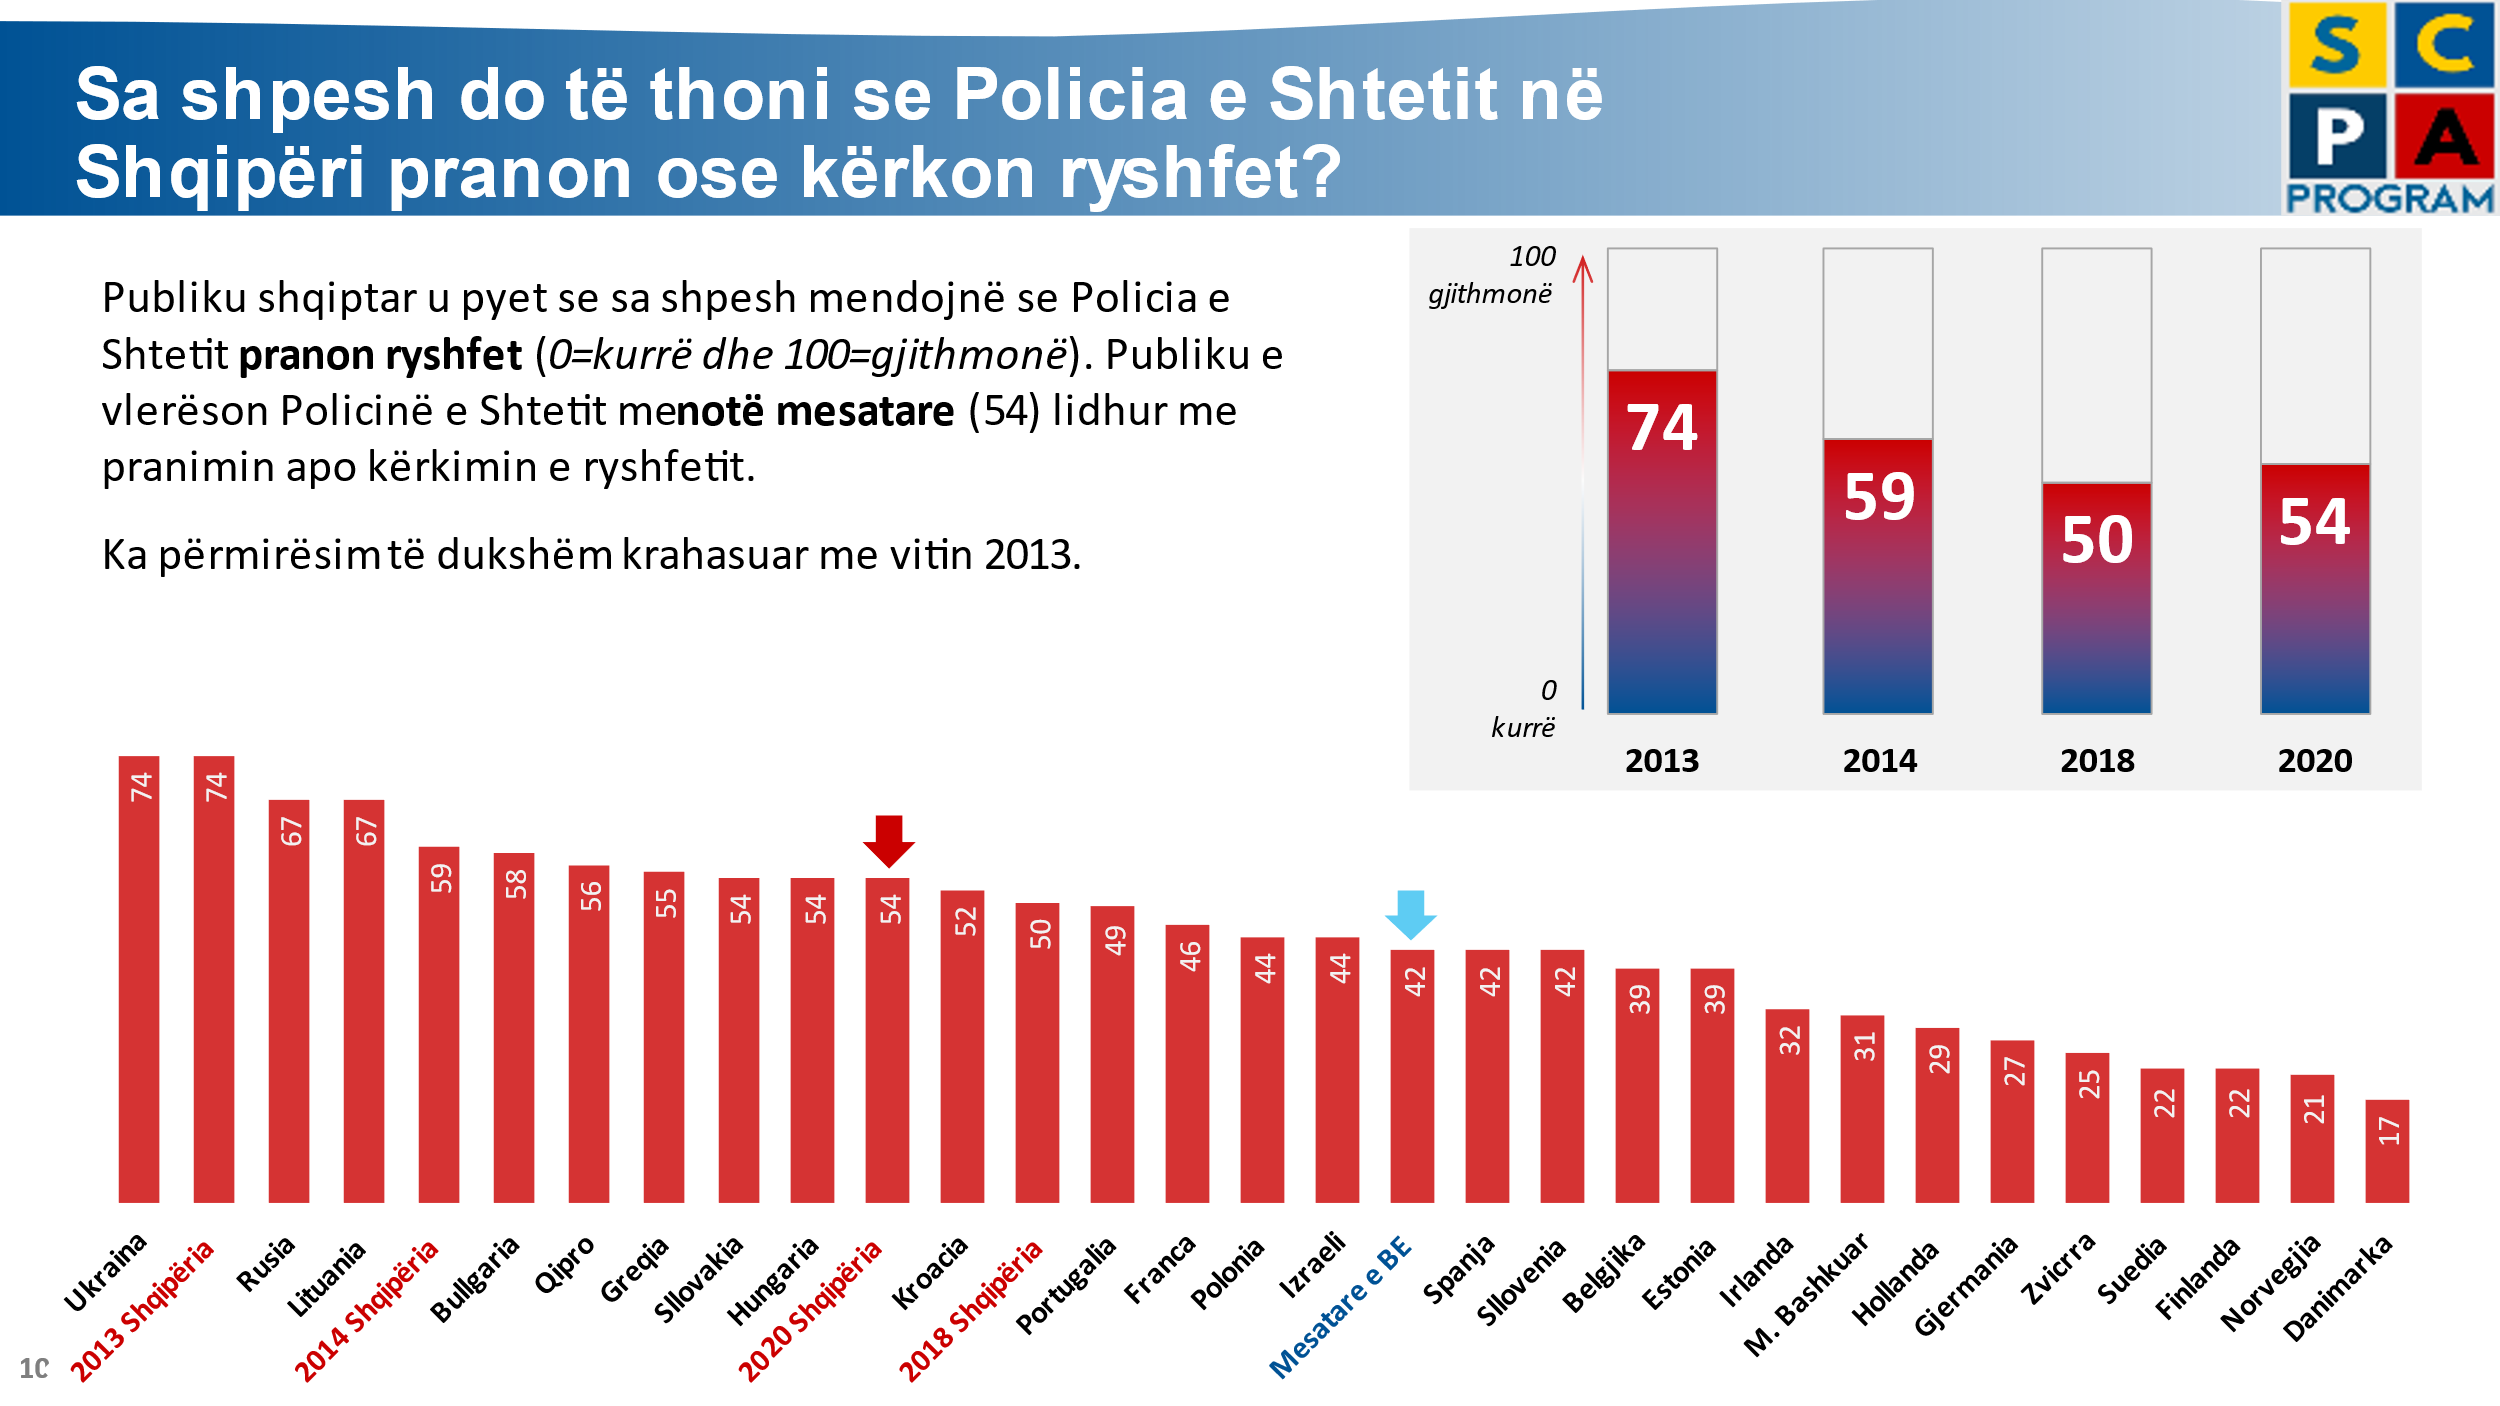 Sa shpesh do të thoni se Policia e Shtetit në
Shqipëri pranon ose kërkon ryshfet?
S C
P A
PROGRAM
Publiku shqiptar u pyet se sa shpesh mendojnë se Policia e
Shtetit pranon ryshfet (0=kurrë dhe 100=gjithmonë). Publiku e
vlerëson Policinë e Shtetit me notë mesatare (54) lidhur me
pranimin apo kërkimin e ryshfetit.
Ka përmirësim të dukshëm krahasuar me vitin 2013.
100
gjithmonë
0
kurrë
74 59 50 54
2013 2014 2018 2020
74 74 67 67 59 58 56 55 54 54 54 52 50 49 46 44 44 42 42 42 39 39 32 31 29 27 25 22 22 21 17
Ukraina
2013 Shqipëria
Rusia
Lituania
2014 Shqipëria
Bullgaria
Qipro
Greqia
Sllovakia
Hungaria
2020 Shqipëria
Kroacia
2018 Shqipëria
Portugalia
Franca
Polonia
Izraeli
Mesatare e BE
Spanja
Sllovenia
Belgjika
Estonia
Irlanda
M. Bashkuar
Hollanda
Gjermania
Zvicrra
Suedia
Finlanda
Norvegjia
Danimarka